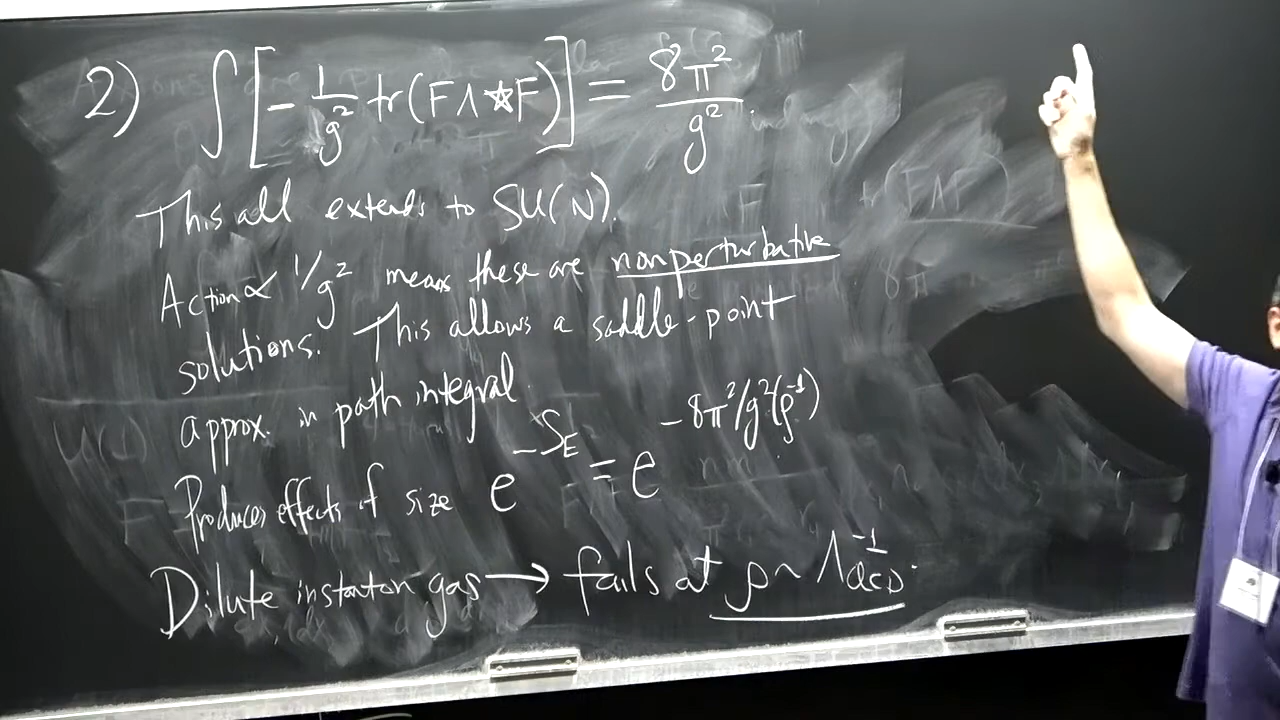 2) ∫[-1/g² tr(F∧★F)] = 8π²/g².
This all extends to SU(N).
Action ∝ 1/g² means these are nonperturbative
solutions. This allows a saddle-point
approx. in path integral
Produces effects of size e^{-S_E} = e^{-8π²/g²(ρ^{-1})}
Dilute instanton gas → fails at ρ~Λ_{QCD}^{-1}.